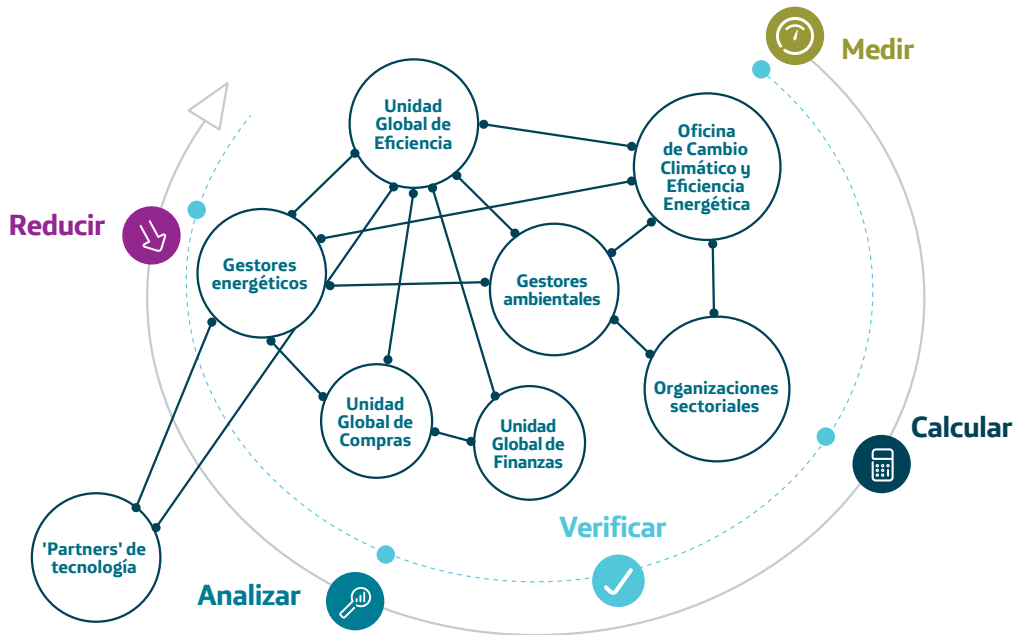 Medir
Unidad
Global de
Eficiencia
Oficina
de Cambio
Climático y
Eficiencia
Energética
Reducir
Gestores
energéticos
Gestores
ambientales
Unidad
Global de
Compras
Unidad
Global de
Finanzas
Organizaciones
sectoriales
Calcular
Verificar
'Partners' de
tecnología
Analizar